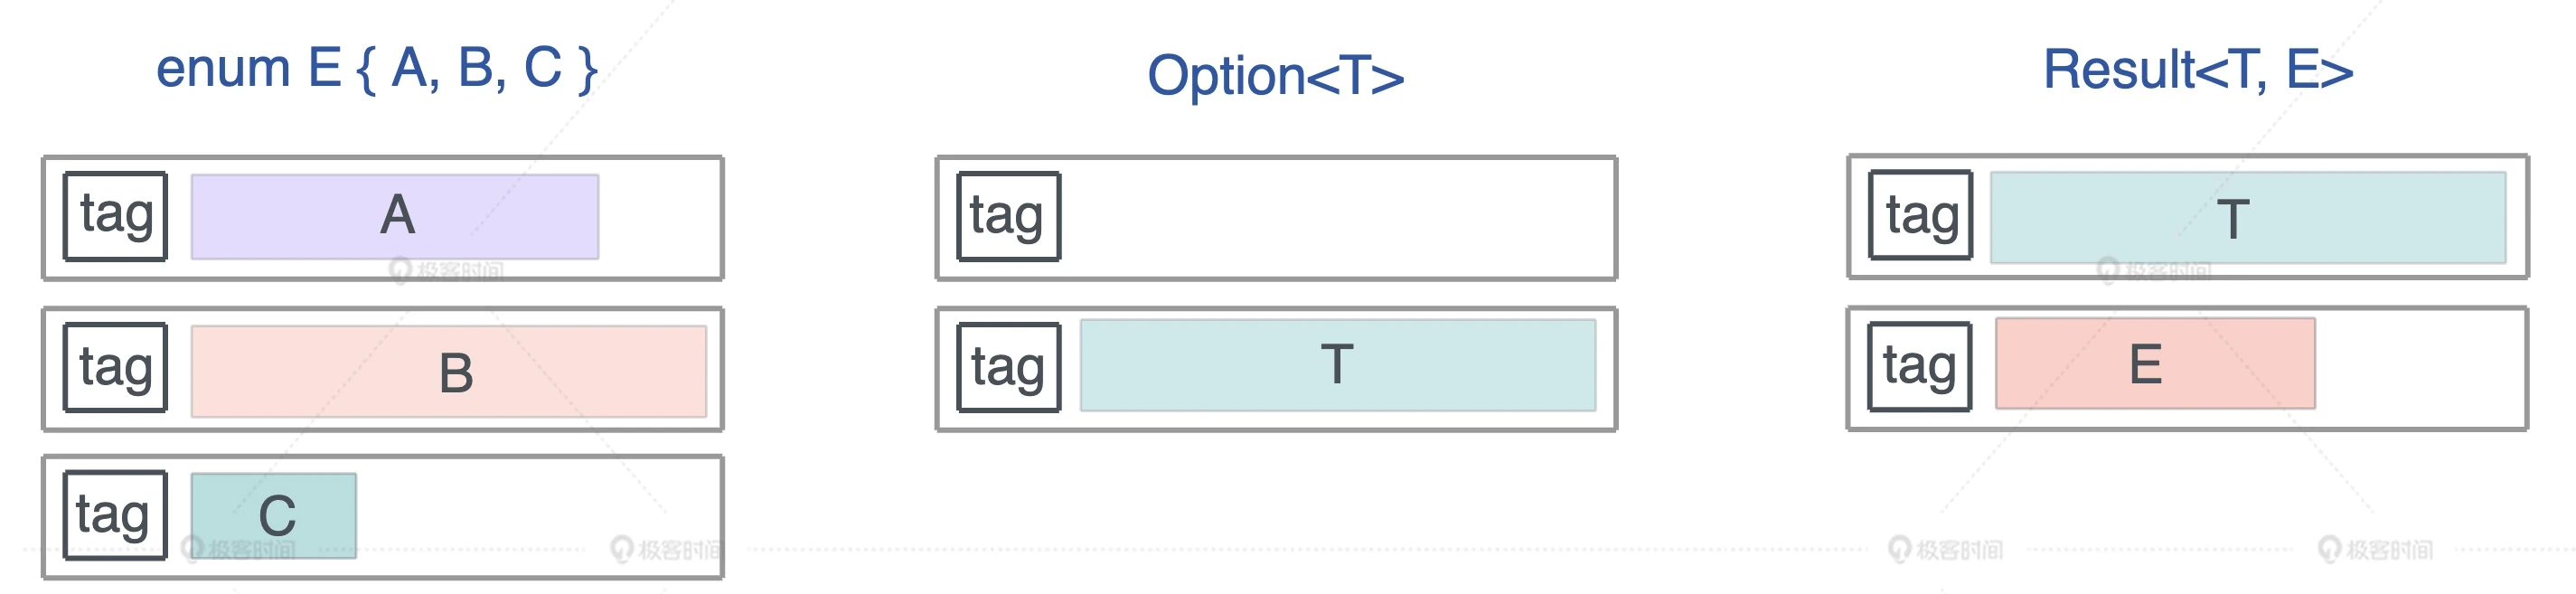 enum E { A, B, C }
tag A
tag B
tag C
Option<T>
tag
tag T
Result<T, E>
tag T
tag E
极客时间
极客时间
极客时间
极客时间
极客时间
极客时间